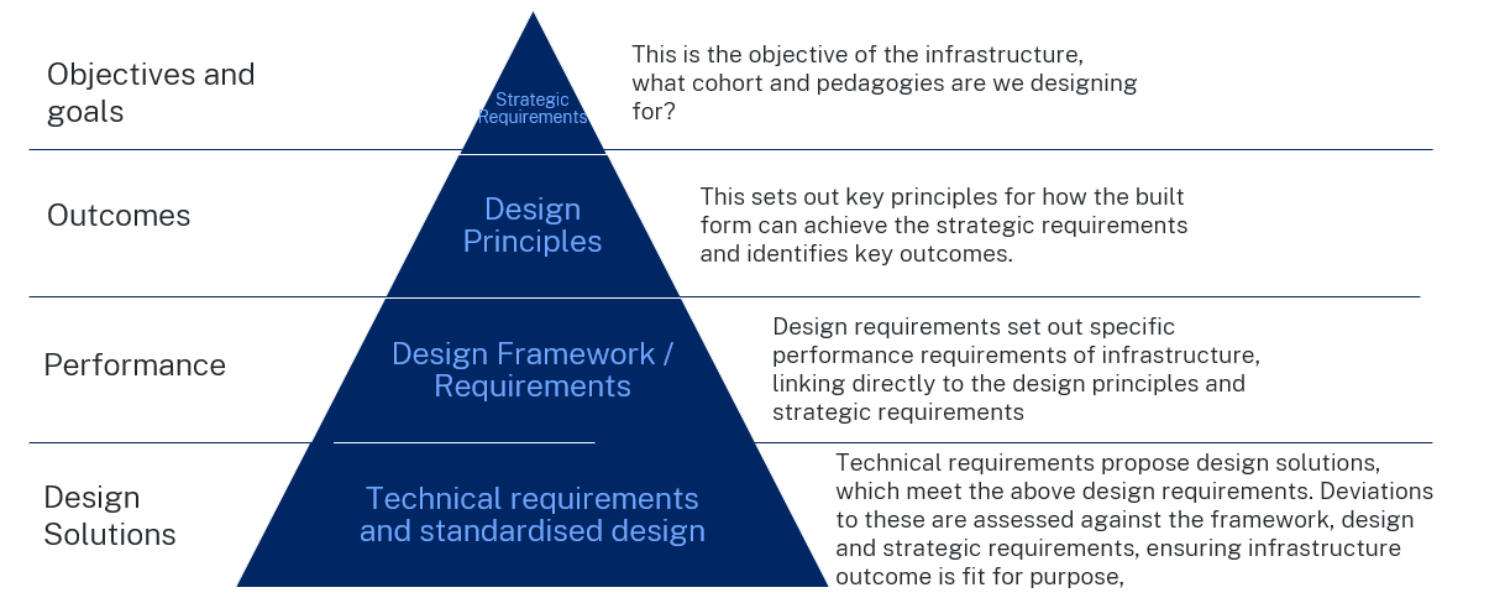 Objectives and
goals
Strategic
Requirements
This is the objective of the infrastructure,
what cohort and pedagogies are we designing
for?
Outcomes
Design
Principles
This sets out key principles for how the built
form can achieve the strategic requirements
and identifies key outcomes.
Performance
Design Framework /
Requirements
Design requirements set out specific
performance requirements of infrastructure,
linking directly to the design principles and
strategic requirements
Design
Solutions
Technical requirements
and standardised design
Technical requirements propose design solutions,
which meet the above design requirements. Deviations
to these are assessed against the framework, design
and strategic requirements, ensuring infrastructure
outcome is fit for purpose,